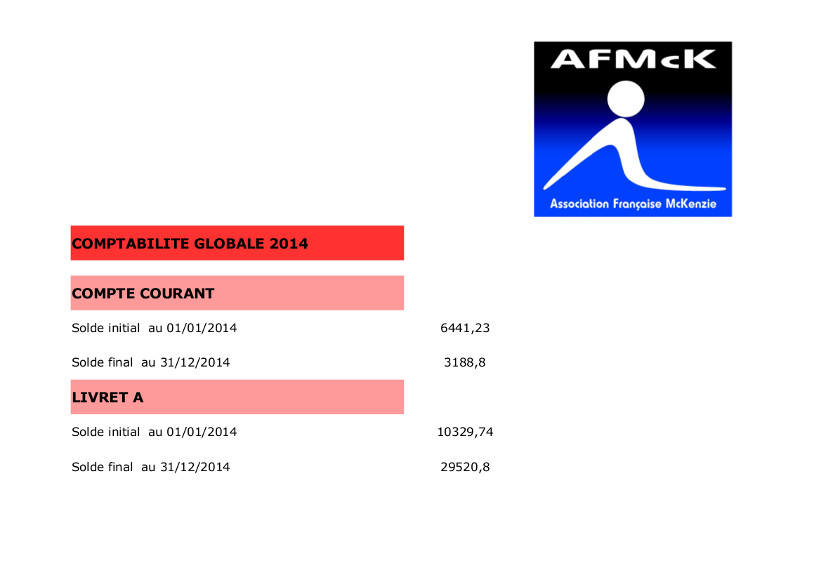 AFMcK
Association Française McKenzie
COMPTABILITE GLOBALE 2014
COMPTE COURANT
Solde initial au 01/01/2014 6441,23
Solde final au 31/12/2014 3188,8
LIVRET A
Solde initial au 01/01/2014 10329,74
Solde final au 31/12/2014 29520,8